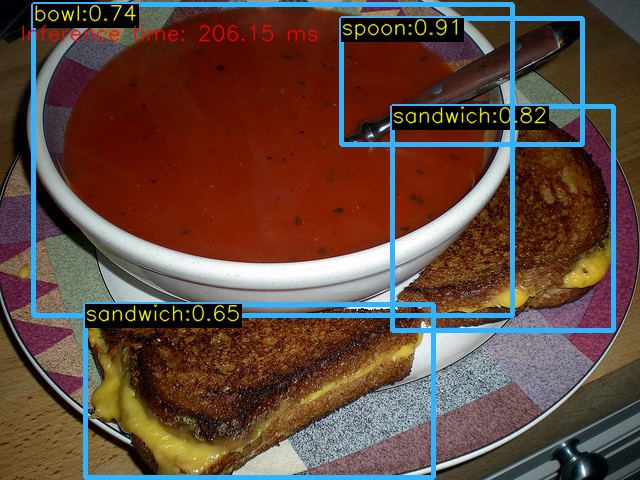 bowl:0.74
Inference time: 206.15 ms
spoon:0.91
sandwich:0.82
sandwich:0.65